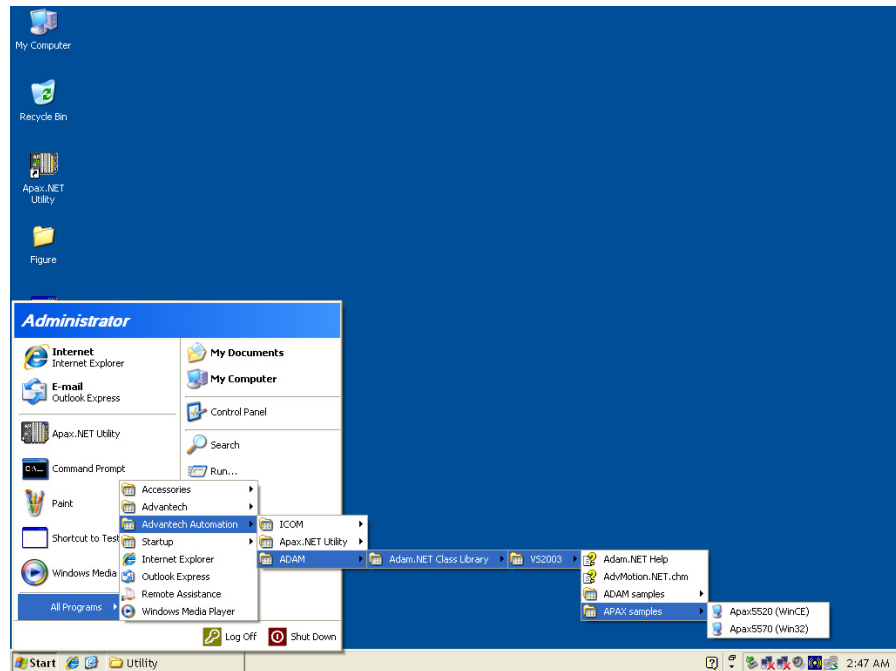 My Computer
Recycle Bin
Apax.NET
Utility
Figure
Administrator
Internet
Internet Explorer
E-mail
Outlook Express
Apax.NET Utility
Command Prompt
Paint
Shortcut to Test
Windows Media
All Programs
My Documents
My Computer
Control Panel
Search
Run...
Accessories
Advantech
Advantech Automation
Startup
Internet Explorer
Outlook Express
Remote Assistance
Windows Media Player
ICOM
Apax.NET Utility
ADAM
Adam.NET Class Library
VS2003
Adam.NET Help
AdvMotion.NET.chm
ADAM samples
APAX samples
Apax5520 (WinCE)
Apax5570 (Win32)
Log Off
Shut Down
Start
Utility
2:47 AM